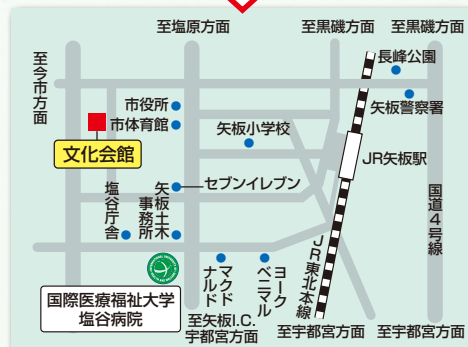 至塩原方面
至黒磯方面
至黒磯方面
至今市方面
長峰公園
市役所
矢板警察署
市体育館
矢板小学校
文化会館
JR矢板駅
セブンイレブン
塩谷庁舎
矢板土木
事務所
国道4号線
JR東北本線
マクド
ナルド
ヨーク
ベニマル
国際医療福祉大学
塩谷病院
至矢板I.C.
宇都宮方面
至宇都宮方面
至宇都宮方面